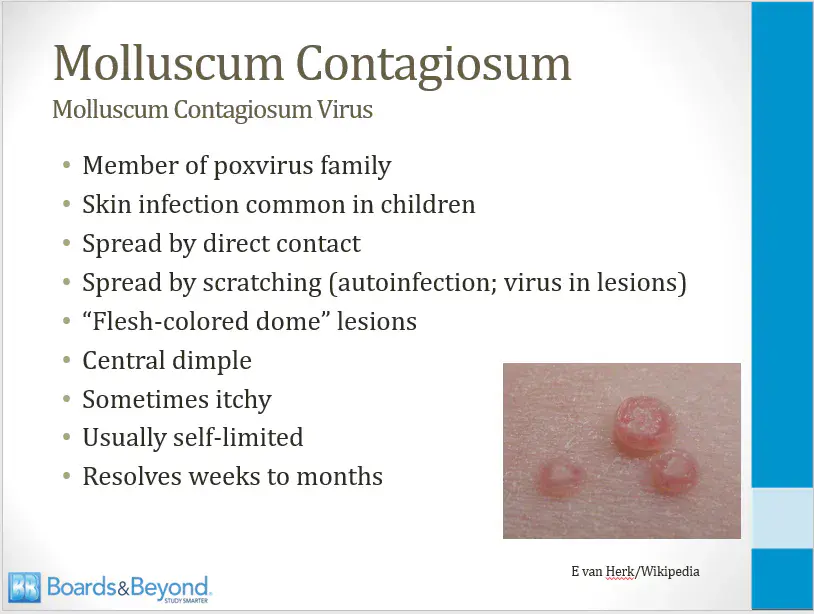 Molluscum Contagiosum
Molluscum Contagiosum Virus
• Member of poxvirus family
• Skin infection common in children
• Spread by direct contact
• Spread by scratching (autoinfection; virus in lesions)
• “Flesh-colored dome” lesions
• Central dimple
• Sometimes itchy
• Usually self-limited
• Resolves weeks to months
E van Herk/Wikipedia
BB Boards&Beyond.
STUDY SMARTER